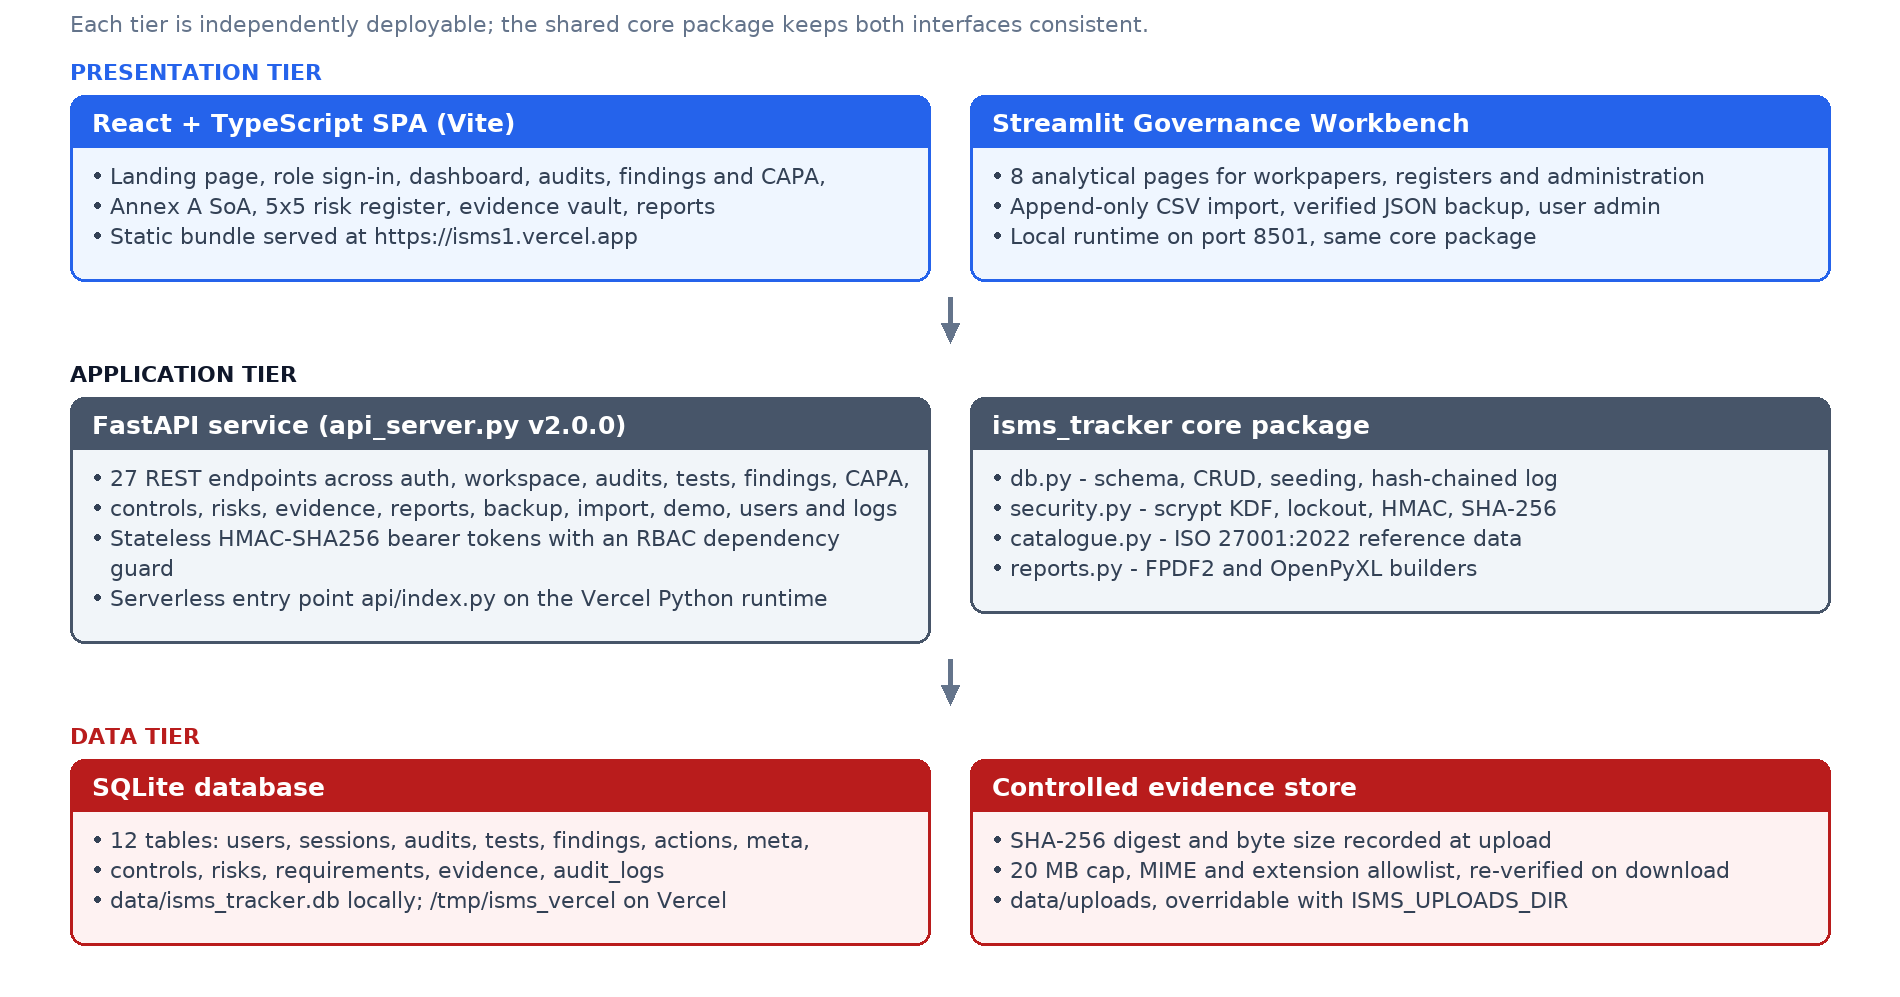 Each tier is independently deployable; the shared core package keeps both interfaces consistent.
PRESENTATION TIER
React + TypeScript SPA (Vite)
• Landing page, role sign-in, dashboard, audits, findings and CAPA,
• Annex A SoA, 5x5 risk register, evidence vault, reports
• Static bundle served at https://isms1.vercel.app
Streamlit Governance Workbench
• 8 analytical pages for workpapers, registers and administration
• Append-only CSV import, verified JSON backup, user admin
• Local runtime on port 8501, same core package
APPLICATION TIER
FastAPI service (api_server.py v2.0.0)
• 27 REST endpoints across auth, workspace, audits, tests, findings, CAPA,
• controls, risks, evidence, reports, backup, import, demo, users and logs
• Stateless HMAC-SHA256 bearer tokens with an RBAC dependency
guard
• Serverless entry point api/index.py on the Vercel Python runtime
isms_tracker core package
• db.py - schema, CRUD, seeding, hash-chained log
• security.py - scrypt KDF, lockout, HMAC, SHA-256
• catalogue.py - ISO 27001:2022 reference data
• reports.py - FPDF2 and OpenPyXL builders
DATA TIER
SQLite database
• 12 tables: users, sessions, audits, tests, findings, actions, meta,
• controls, risks, requirements, evidence, audit_logs
• data/isms_tracker.db locally; /tmp/isms_vercel on Vercel
Controlled evidence store
• SHA-256 digest and byte size recorded at upload
• 20 MB cap, MIME and extension allowlist, re-verified on download
• data/uploads, overridable with ISMS_UPLOADS_DIR